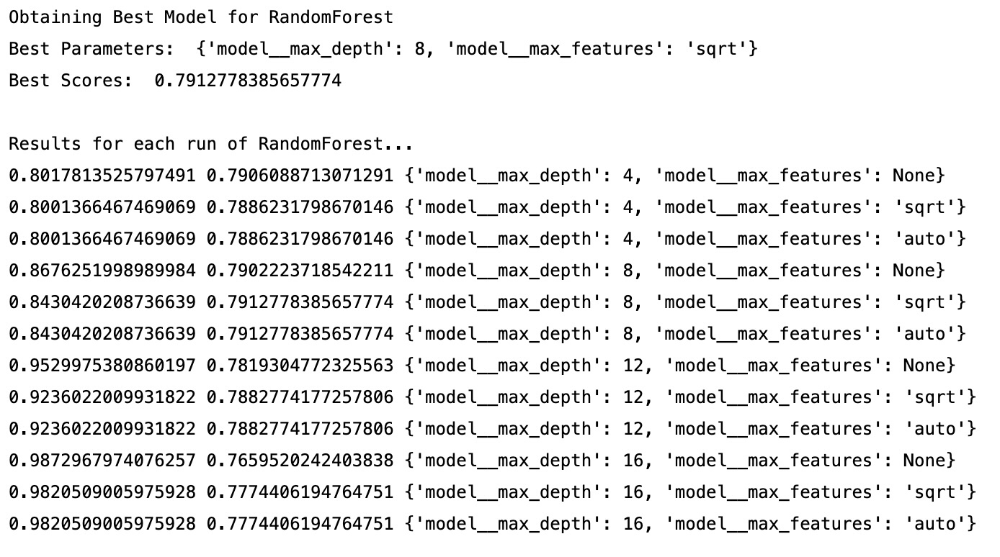 Obtaining Best Model for RandomForest
Best Parameters:  {'model__max_depth': 8, 'model__max_features': 'sqrt'}
Best Scores:  0.7912778385657774
Results for each run of RandomForest...
0.8017813525797491 0.7906088713071291 {'model__max_depth': 4, 'model__max_features': None}
0.8001366467469069 0.7886231798670146 {'model__max_depth': 4, 'model__max_features': 'sqrt'}
0.8001366467469069 0.7886231798670146 {'model__max_depth': 4, 'model__max_features': 'auto'}
0.8676251998989984 0.7902223718542211 {'model__max_depth': 8, 'model__max_features': None}
0.8430420208736639 0.7912778385657774 {'model__max_depth': 8, 'model__max_features': 'sqrt'}
0.8430420208736639 0.7912778385657774 {'model__max_depth': 8, 'model__max_features': 'auto'}
0.9529975380860197 0.7819304772325563 {'model__max_depth': 12, 'model__max_features': None}
0.9236022009931822 0.7882774177257806 {'model__max_depth': 12, 'model__max_features': 'sqrt'}
0.9236022009931822 0.7882774177257806 {'model__max_depth': 12, 'model__max_features': 'auto'}
0.9872967974076257 0.7659520242403838 {'model__max_depth': 16, 'model__max_features': None}
0.9820509005975928 0.7774406194764751 {'model__max_depth': 16, 'model__max_features': 'sqrt'}
0.9820509005975928 0.7774406194764751 {'model__max_depth': 16, 'model__max_features': 'auto'}